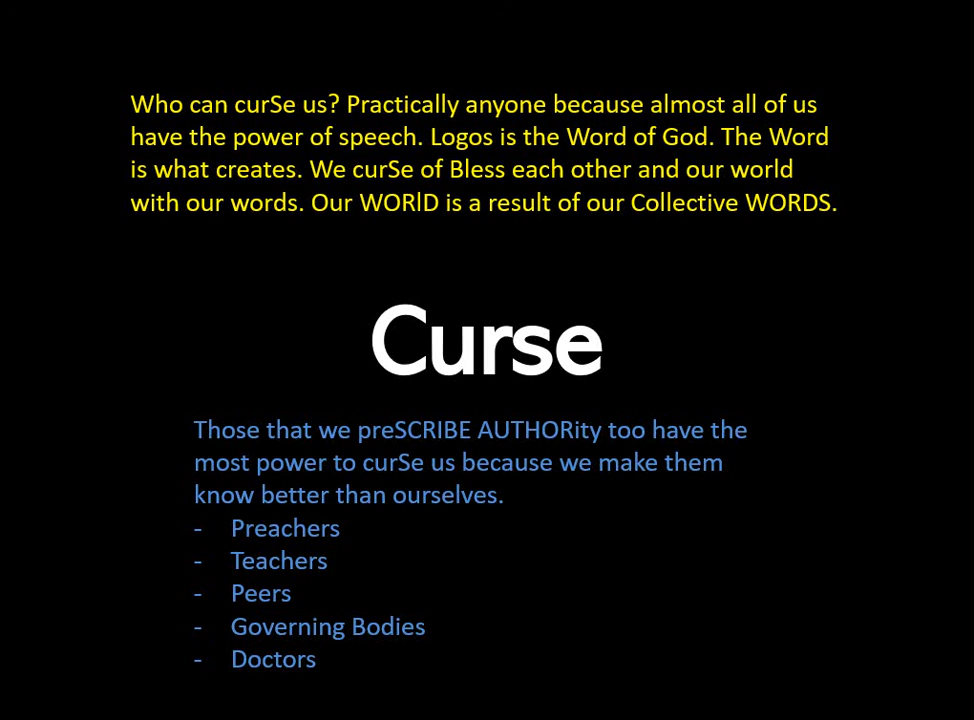 Who can curSe us? Practically anyone because almost all of us
have the power of speech. Logos is the Word of God. The Word
is what creates. We curSe of Bless each other and our world
with our words. Our WORlD is a result of our Collective WORDS.
Curse
Those that we preSCRIBE AUTHORity too have the
most power to curSe us because we make them
know better than ourselves.
- Preachers
- Teachers
- Peers
- Governing Bodies
- Doctors